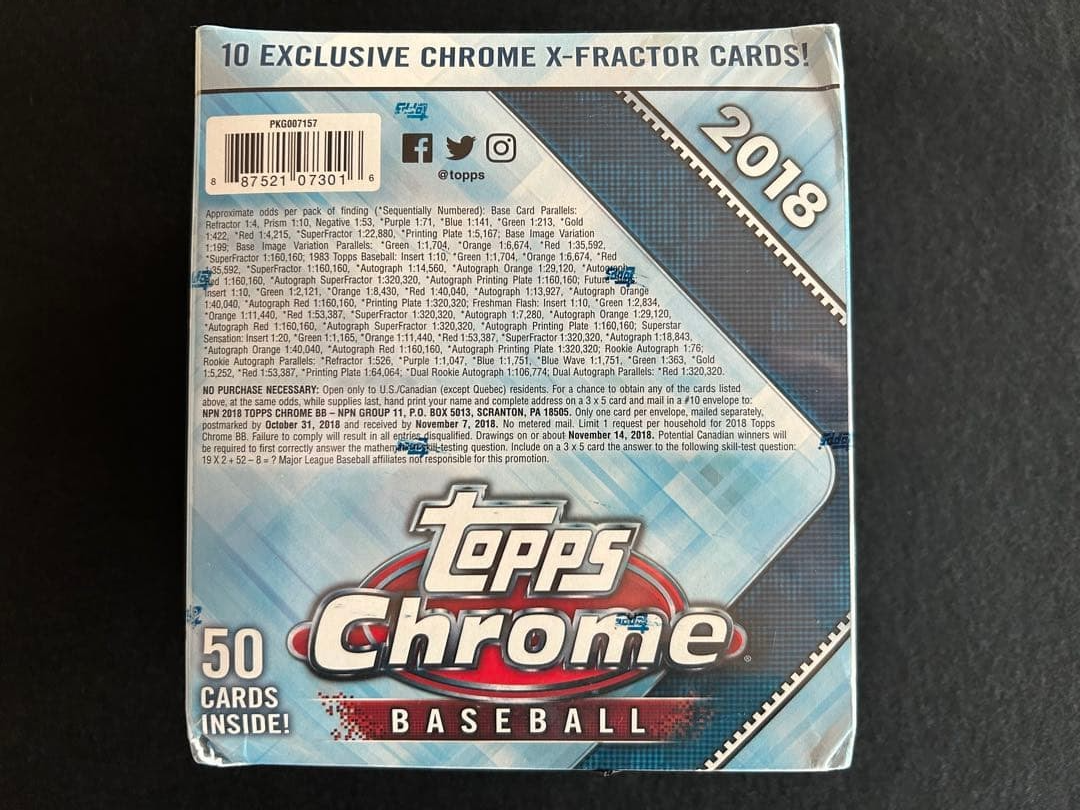 10 EXCLUSIVE CHROME X-FRACTOR CARDS!
2018
PKG007157
8 87521 07301 6
@topps
Approximate odds per pack of finding (*Sequentially Numbered): Base Card Parallels:
Refractor 1:4, Prism 1:10, Negative 1:53, *Purple 1:71, *Blue 1:141, *Green 1:213, *Gold
1:422, *Red 1:4,215, *SuperFractor 1:22,880, *Printing Plate 1:5,167; Base Image Variation
1:199; Base Image Variation Parallels: *Green 1:1,704, *Orange 1:6,674, *Red 1:35,592,
*SuperFractor 1:160,160; 1983 Topps Baseball: Insert 1:10, *Green 1:1,704, *Orange 1:6,674, *Red
1:35,592, *SuperFractor 1:160,160, *Autograph 1:14,560, *Autograph Orange 1:29,120, *Autograph
Red 1:160,160, *Autograph SuperFractor 1:320,320, *Autograph Printing Plate 1:160,160; Future
Insert 1:10, *Green 1:2,121, *Orange 1:8,430, *Red 1:40,040, *Autograph 1:13,927, *Autograph Orange
1:40,040, *Autograph Red 1:160,160, *Printing Plate 1:320,320; Freshman Flash: Insert 1:10, *Green 1:2,834,
*Orange 1:11,440, *Red 1:53,387, *SuperFractor 1:320,320, *Autograph 1:7,280, *Autograph Orange 1:29,120,
*Autograph Red 1:160,160, *Autograph SuperFractor 1:320,320, *Autograph Printing Plate 1:160,160; Superstar
Sensation: Insert 1:20, *Green 1:1,165, *Orange 1:11,440, *Red 1:53,387, *SuperFractor 1:320,320, *Autograph 1:18,843,
*Autograph Orange 1:40,040, *Autograph Red 1:160,160, *Autograph Printing Plate 1:320,320; Rookie Autograph 1:76;
Rookie Autograph Parallels: *Refractor 1:526, *Purple 1:1,047, *Blue 1:1,751, *Blue Wave 1:1,751, *Green 1:363, *Gold
1:5,252, *Red 1:53,387, *Printing Plate 1:64,064; *Dual Rookie Autograph 1:106,774; Dual Autograph Parallels: *Red 1:320,320.
NO PURCHASE NECESSARY: Open only to U.S./Canadian (except Quebec) residents. For a chance to obtain any of the cards listed
above, at the same odds, while supplies last, hand print your name and complete address on a 3 x 5 card and mail in a #10 envelope to:
NPN 2018 TOPPS CHROME BB – NPN GROUP 11, P.O. BOX 5013, SCRANTON, PA 18505. Only one card per envelope, mailed separately,
postmarked by October 31, 2018 and received by November 7, 2018. No metered mail. Limit 1 request per household for 2018 Topps
Chrome BB. Failure to comply will result in all entries disqualified. Drawings on or about November 14, 2018. Potential Canadian winners will
be required to first correctly answer the skill-testing question. Include on a 3 x 5 card the answer to the following skill-test question:
19 X 2 + 52 – 8 = ? Major League Baseball affiliates not responsible for this promotion.
Topps
Chrome®
BASEBALL
50
CARDS
INSIDE!